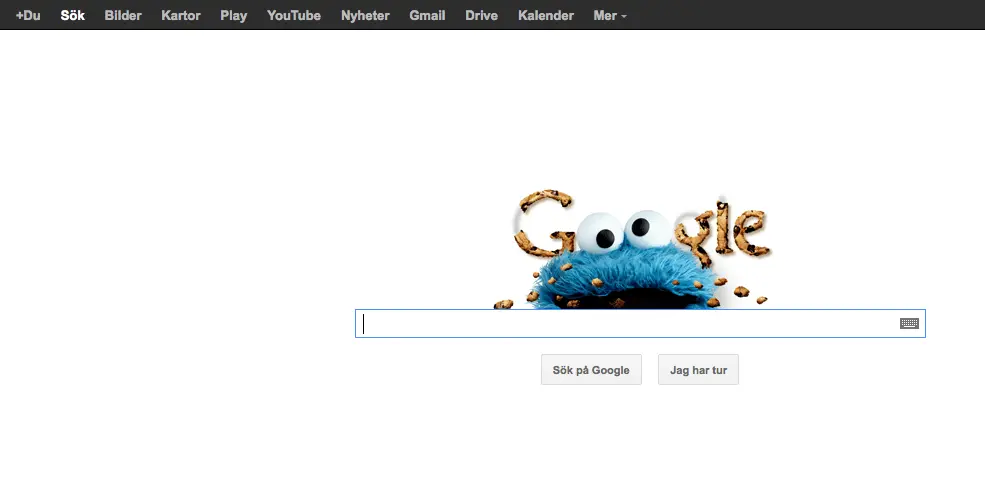 +Du Sök Bilder Kartor Play YouTube Nyheter Gmail Drive Kalender Mer
Google
Sök på Google Jag har tur